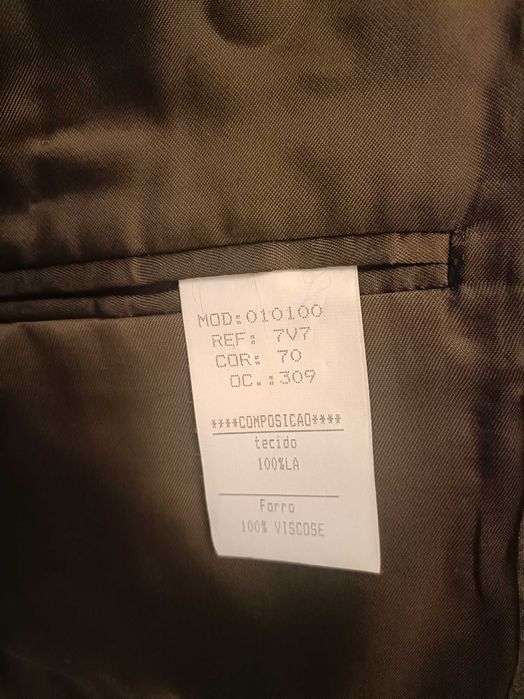 MOD:010100
REF: 7V7
COR: 70
OC.:309
****COMPOSICAO****
tecido
100%LA
Forro
100% VISCOSE